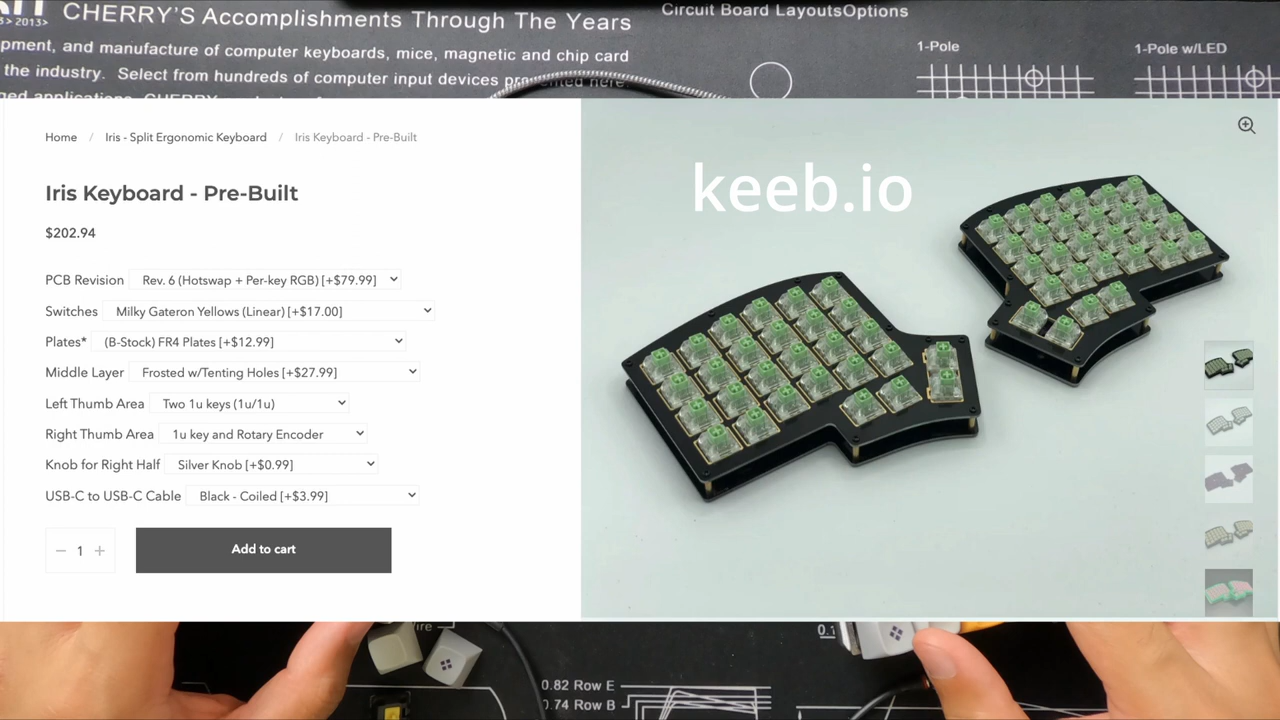 2013>
CHERRY'S Accomplishments Through The Years
Circuit Board LayoutsOptions
pment, and manufacture of computer keyboards, mice, magnetic and chip card
1-Pole
1-Pole w/LED
the industry. Select from hundreds of computer input devices presented here
Home / Iris - Split Ergonomic Keyboard / Iris Keyboard - Pre-Built
keeb.io
Iris Keyboard - Pre-Built
$202.94
PCB Revision Rev. 6 (Hotswap + Per-key RGB) [+$79.99]
Switches Milky Gateron Yellows (Linear) [+$17.00]
Plates* (B-Stock) FR4 Plates [+$12.99]
Middle Layer Frosted w/Tenting Holes [+$27.99]
Left Thumb Area Two 1u keys (1u/1u)
Right Thumb Area 1u key and Rotary Encoder
Knob for Right Half Silver Knob [+$0.99]
USB-C to USB-C Cable Black - Coiled [+$3.99]
− 1 + Add to cart
0.1
0.82 Row E
0.74 Row B